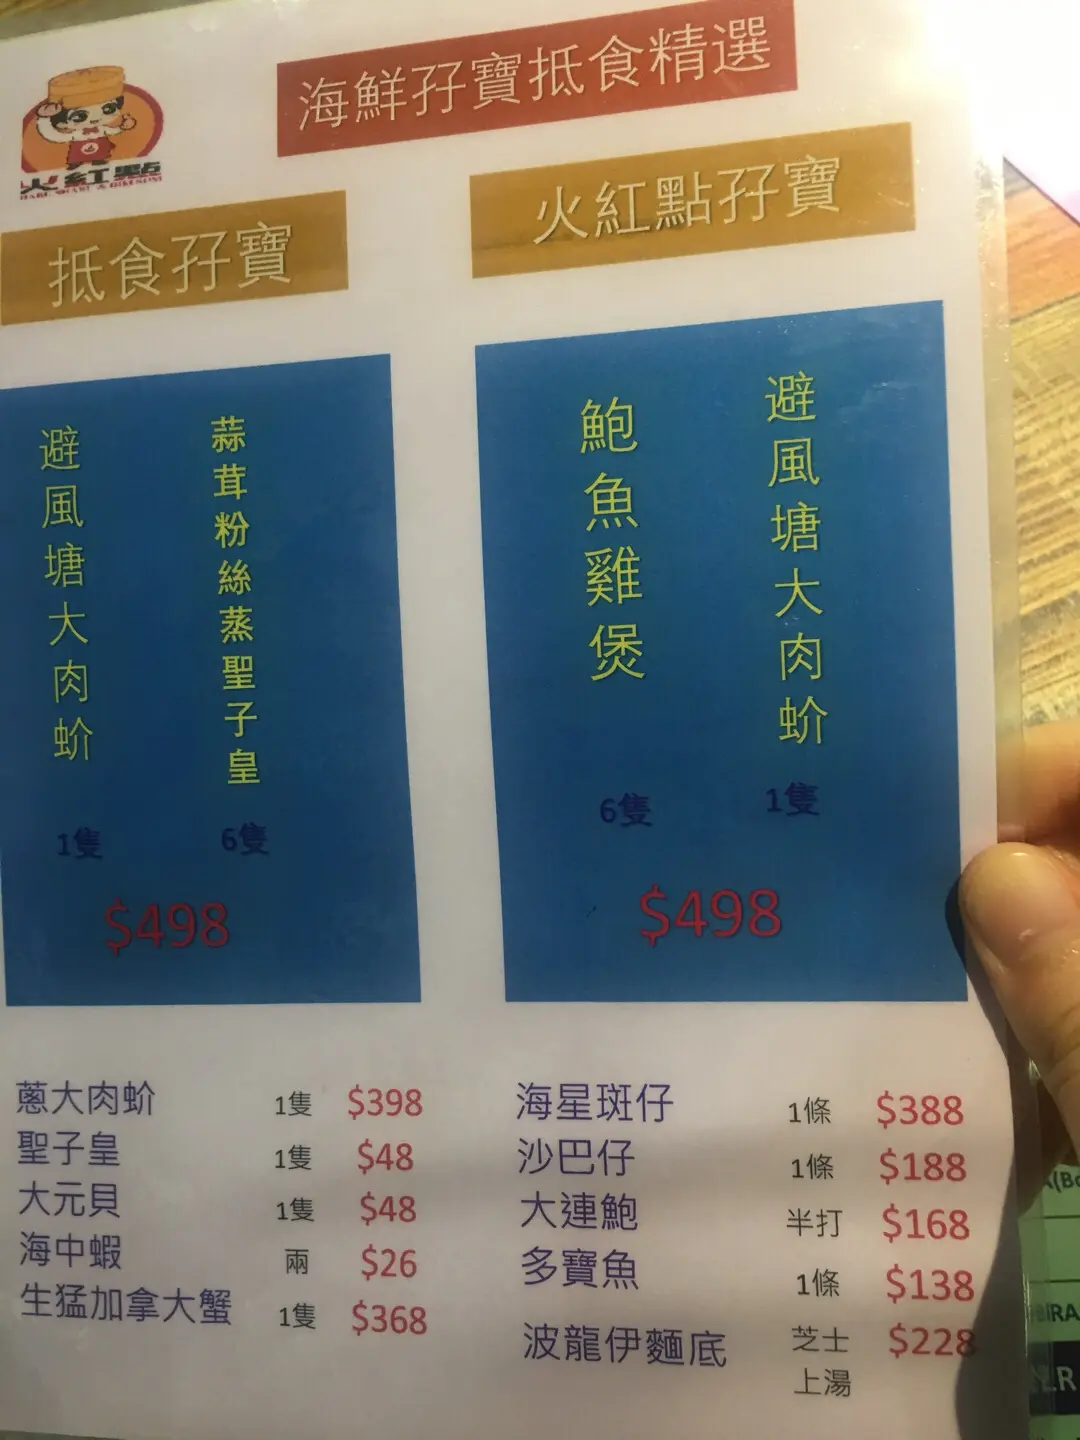 海鮮孖寶抵食精選
火紅點
抵食孖寶
火紅點孖寶
避風塘大肉蚧
1隻
蒜茸粉絲蒸聖子皇
6隻
$498
鮑魚雞煲
6隻
避風塘大肉蚧
1隻
$498
蔥大肉蚧 1隻 $398
聖子皇 1隻 $48
大元貝 1隻 $48
海中蝦 兩 $26
生猛加拿大蟹 1隻 $368
海星斑仔 1條 $388
沙巴仔 1條 $188
大連鮑 半打 $168
多寶魚 1條 $138
波龍伊麵底 芝士 $228
上湯